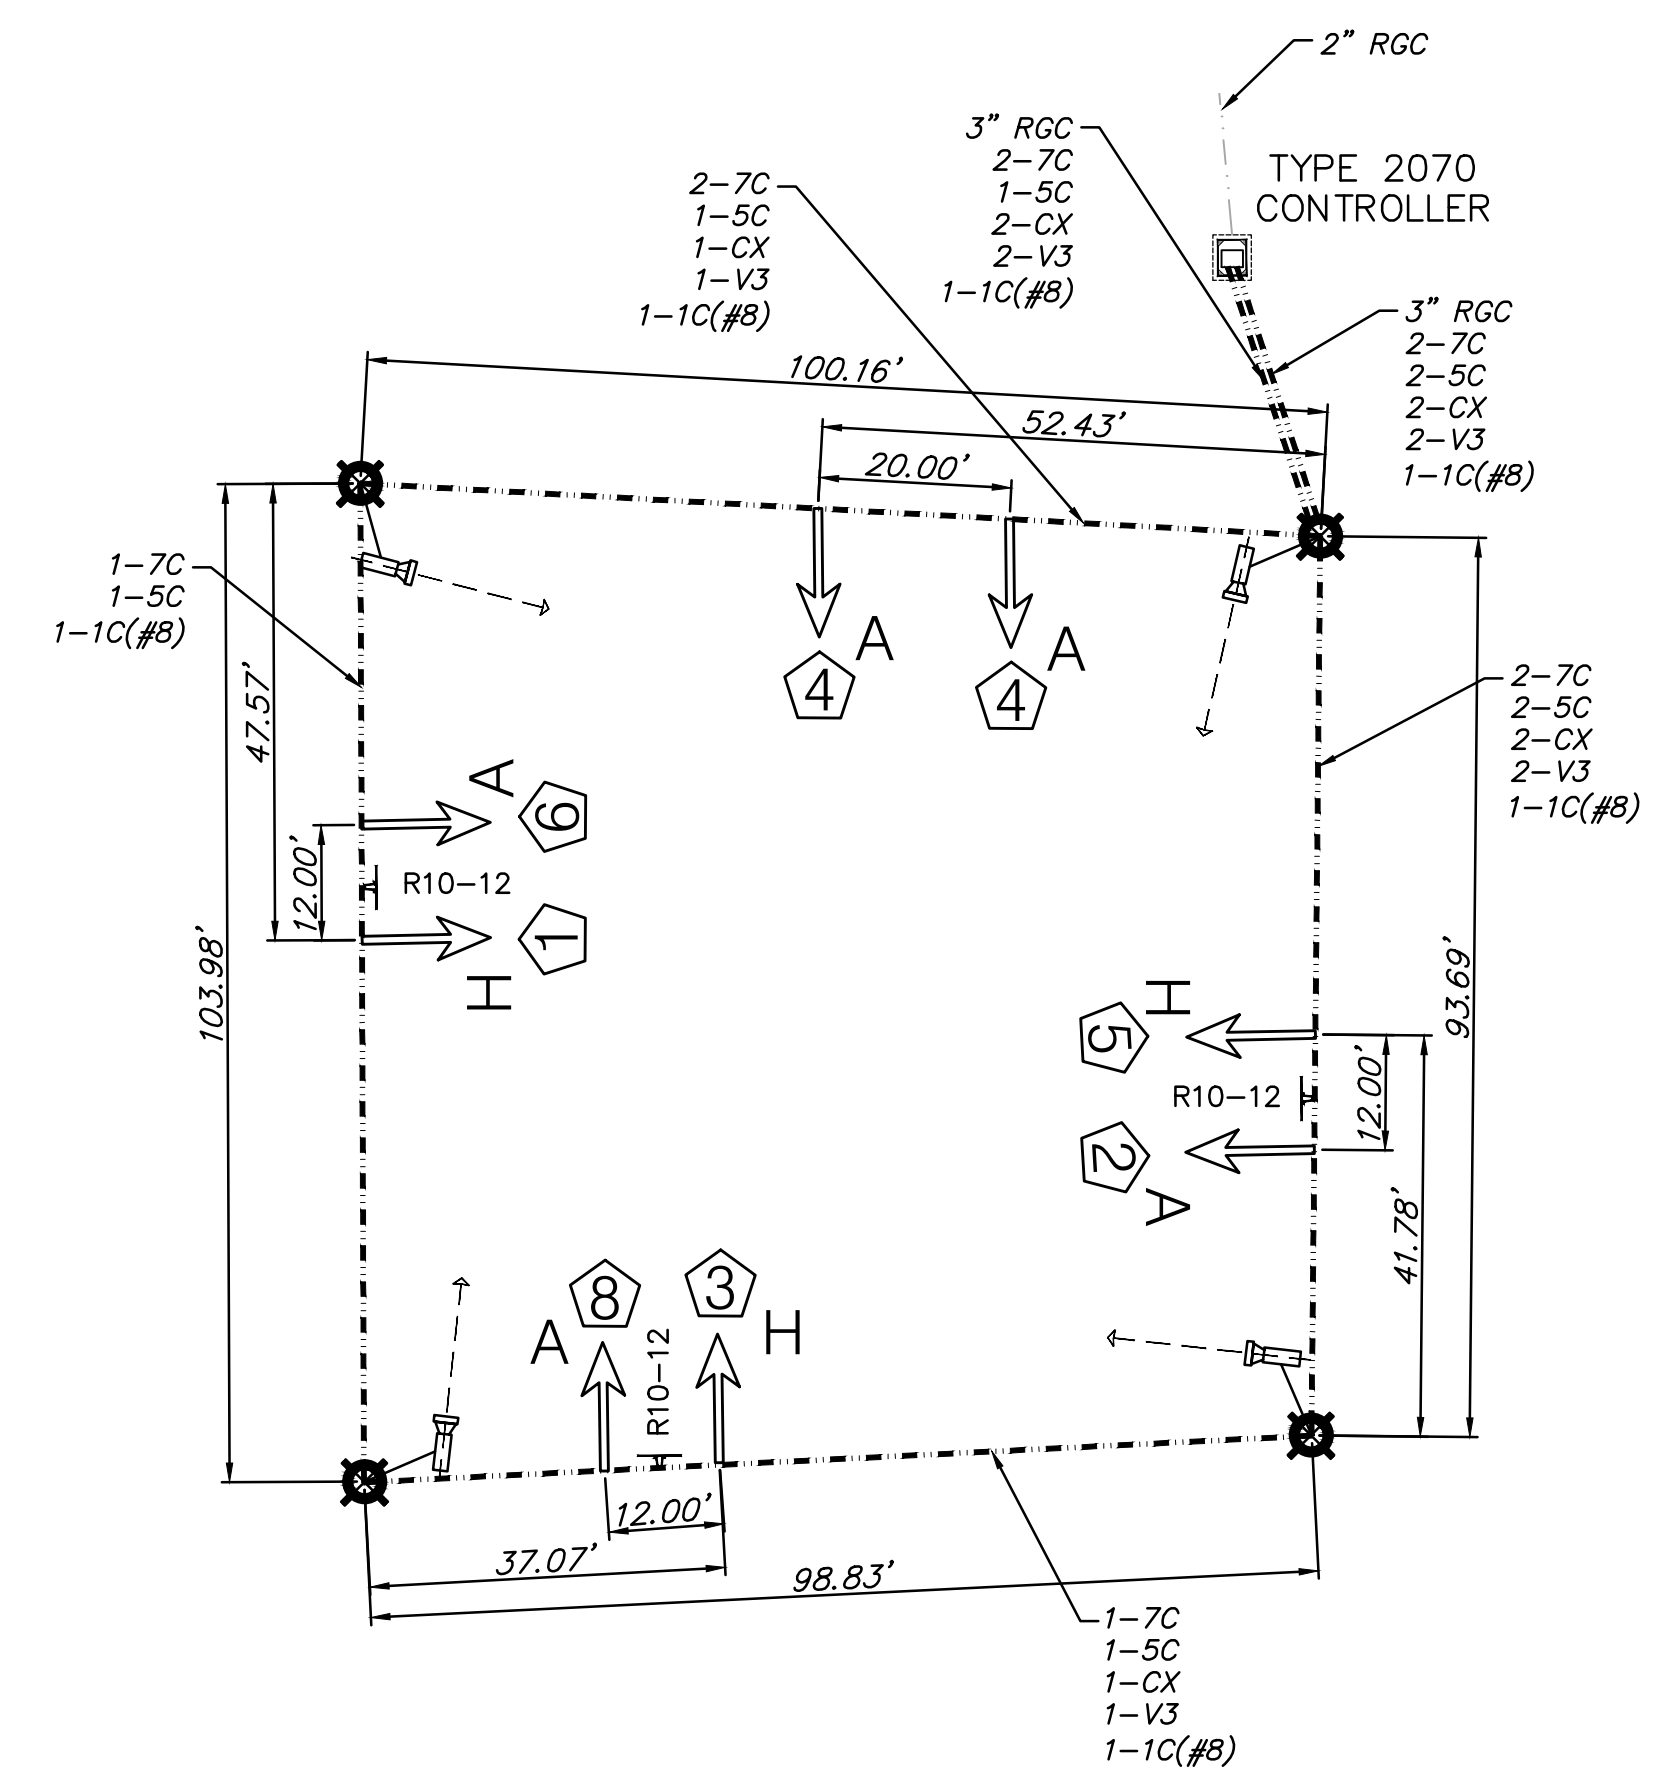 2" RGC
3" RGC
2-7C
1-5C
2-CX
2-V3
1-1C(#8)
TYPE 2070
CONTROLLER
2-7C
1-5C
1-CX
1-V3
1-1C(#8)
3" RGC
2-7C
2-5C
2-CX
2-V3
1-1C(#8)
100.16'
52.43'
20.00'
1-7C
1-5C
1-1C(#8)
A
4
A
4
47.57'
2-7C
2-5C
2-CX
2-V3
1-1C(#8)
A
6
12.00'
R10-12
1
H
103.98'
93.69'
H
5
R10-12
12.00'
2
A
41.78'
8
3
A
H
R10-12
12.00'
37.07'
98.83'
1-7C
1-5C
1-CX
1-V3
1-1C(#8)